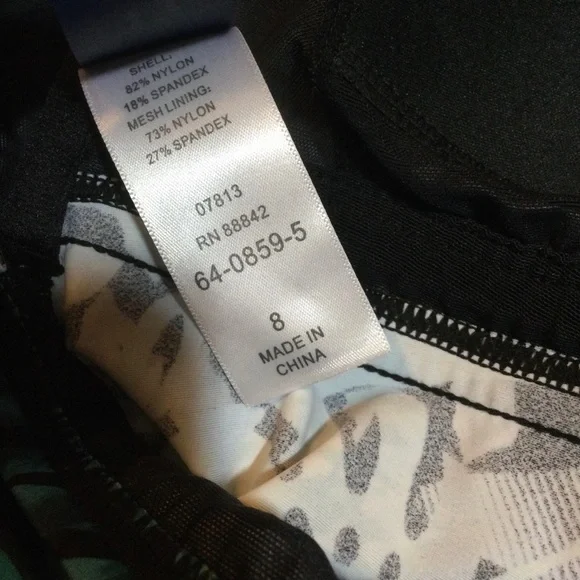 SHELL:
82% NYLON
18% SPANDEX
MESH LINING:
73% NYLON
27% SPANDEX
07813
RN 88842
64-0859-5
8
MADE IN
CHINA